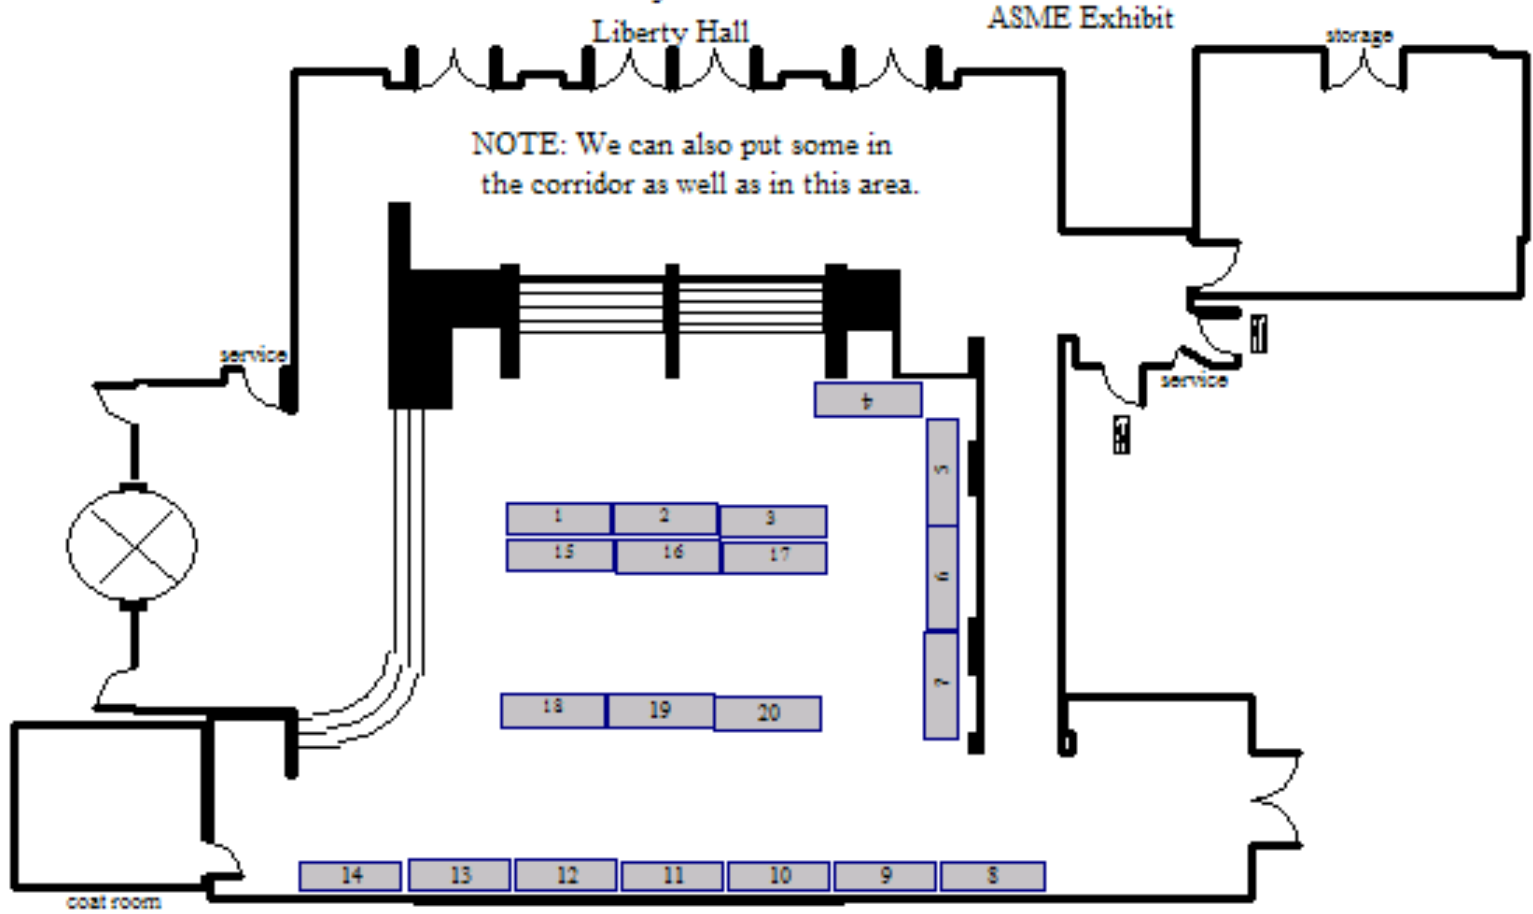 Liberty Hall
ASME Exhibit
storage
NOTE: We can also put some in
the corridor as well as in this area.
service
service
4
5
1
2
3
15
16
17
6
7
18
19
20
14
13
12
11
10
9
8
coat room